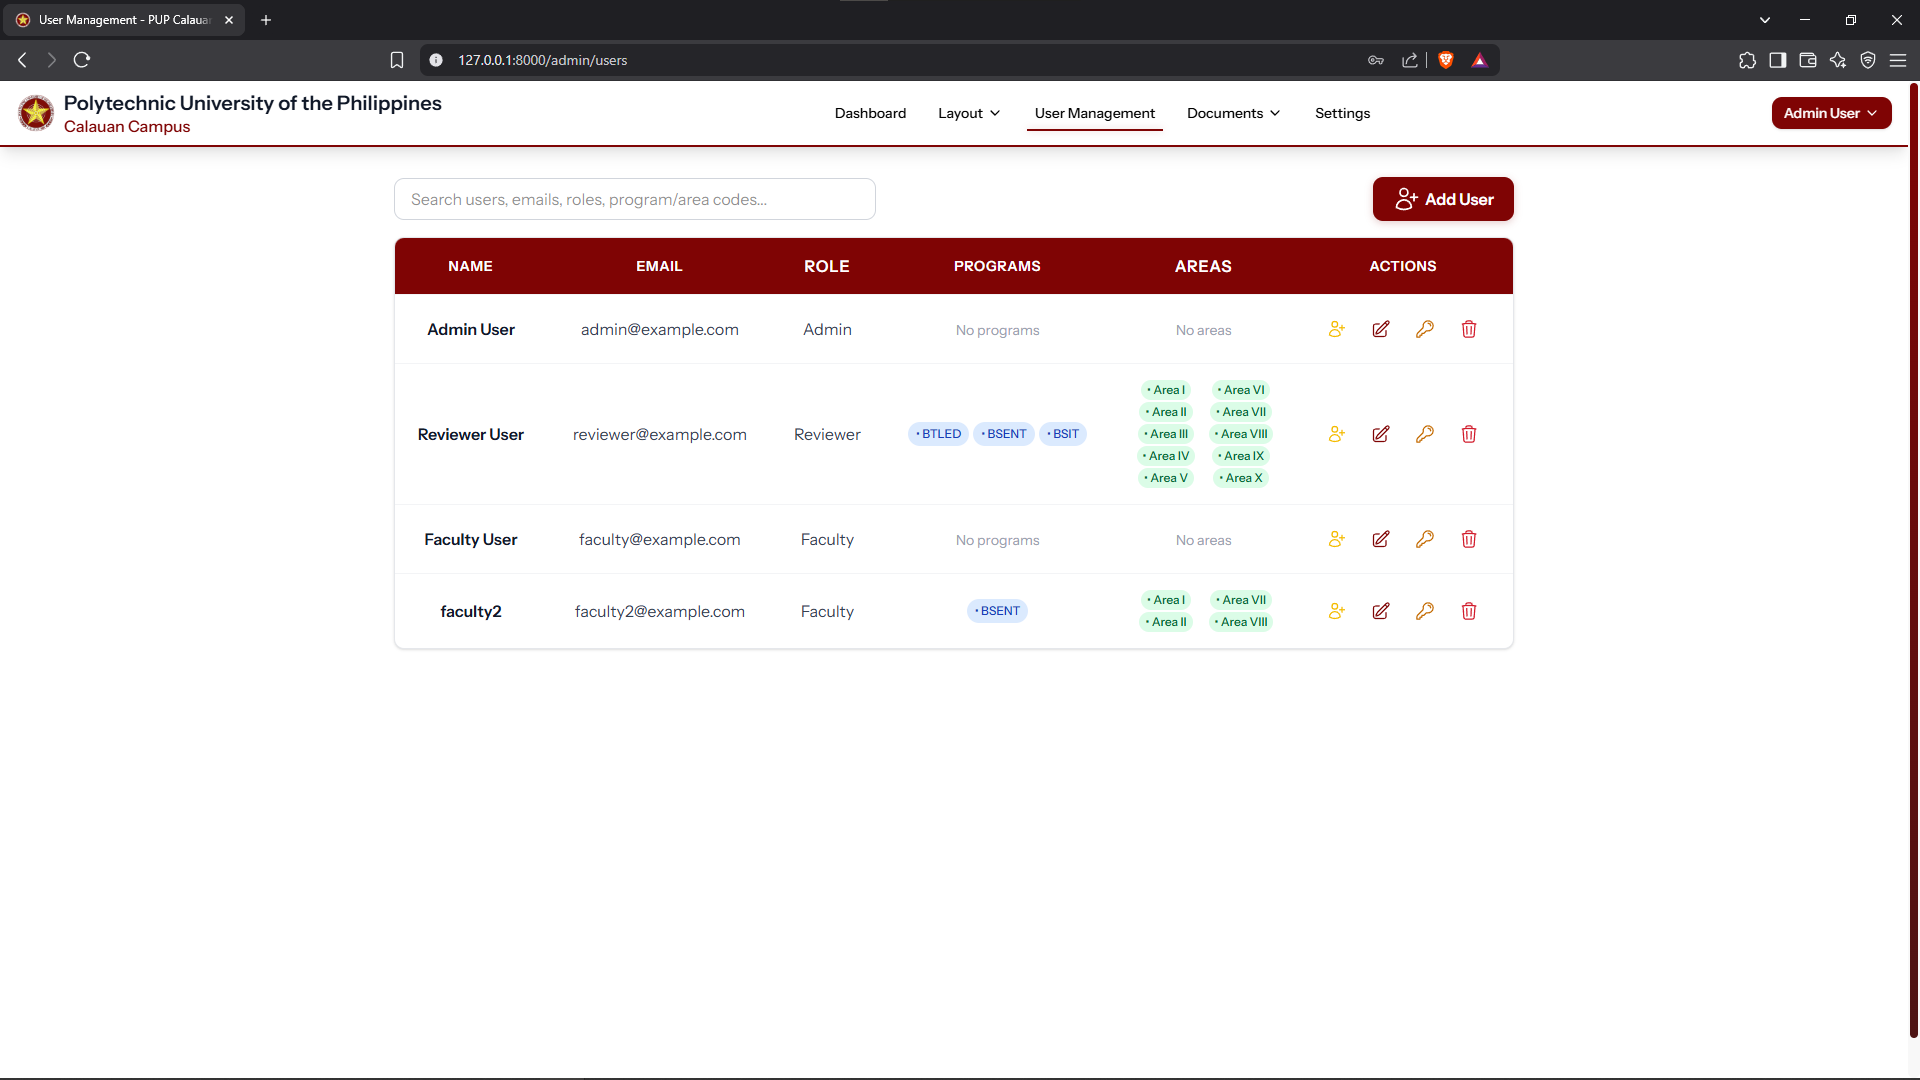 User Management - PUP Calauan
127.0.0.1:8000/admin/users
Polytechnic University of the Philippines
Calauan Campus
Dashboard
Layout
User Management
Documents
Settings
Admin User
Search users, emails, roles, program/area codes...
Add User
NAME EMAIL ROLE PROGRAMS AREAS ACTIONS
Admin User admin@example.com Admin No programs No areas
Reviewer User reviewer@example.com Reviewer • BTLED • BSENT • BSIT
• Area I • Area VI
• Area II • Area VII
• Area III • Area VIII
• Area IV • Area IX
• Area V • Area X
Faculty User faculty@example.com Faculty No programs No areas
faculty2 faculty2@example.com Faculty • BSENT
• Area I • Area VII
• Area II • Area VIII